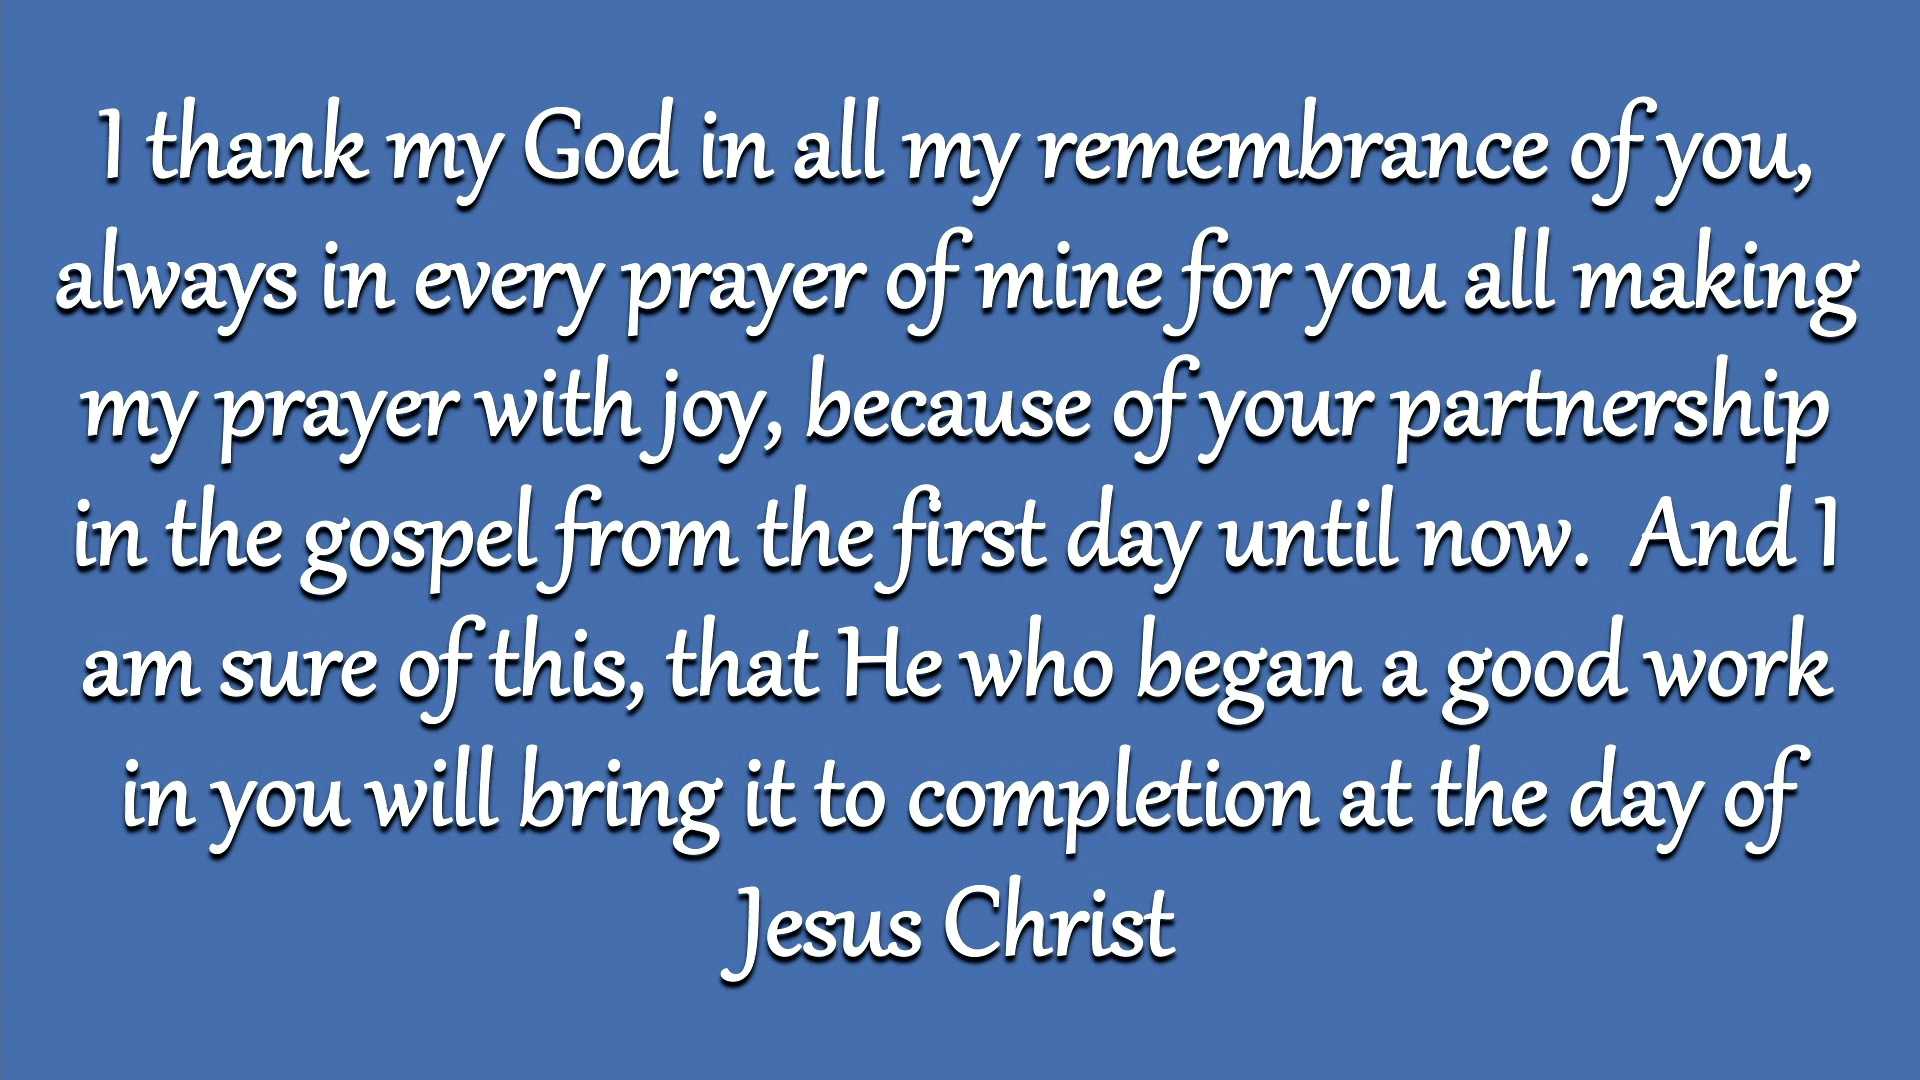 I thank my God in all my remembrance of you,
always in every prayer of mine for you all making
my prayer with joy, because of your partnership
in the gospel from the first day until now.  And I
am sure of this, that He who began a good work
in you will bring it to completion at the day of
Jesus Christ